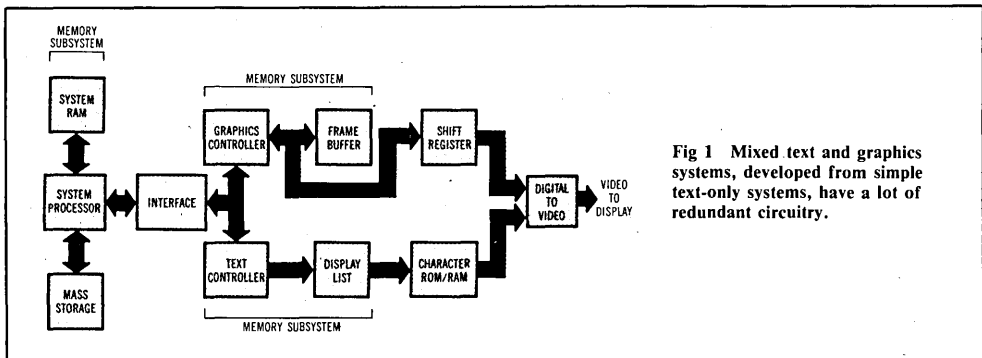 MEMORY
SUBSYSTEM
SYSTEM
RAM
SYSTEM
PROCESSOR
MASS
STORAGE
INTERFACE
MEMORY SUBSYSTEM
GRAPHICS
CONTROLLER
FRAME
BUFFER
SHIFT
REGISTER
TEXT
CONTROLLER
DISPLAY
LIST
CHARACTER
ROM/RAM
MEMORY SUBSYSTEM
DIGITAL
TO
VIDEO
VIDEO
TO
DISPLAY
Fig 1 Mixed text and graphics
systems, developed from simple
text-only systems, have a lot of
redundant circuitry.